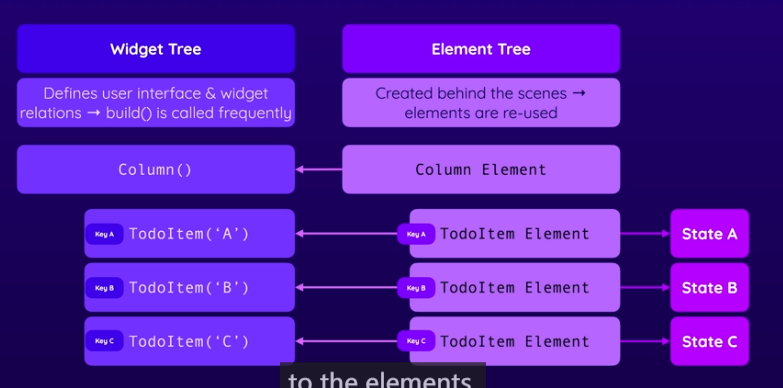 Widget Tree
Element Tree
Defines user interface & widget
relations → build() is called frequently
Created behind the scenes →
elements are re-used
Column()
Column Element
Key A TodoItem(‘A’)
Key A TodoItem Element
State A
Key B TodoItem(‘B’)
Key B TodoItem Element
State B
Key C TodoItem(‘C’)
Key C TodoItem Element
State C
to the elements